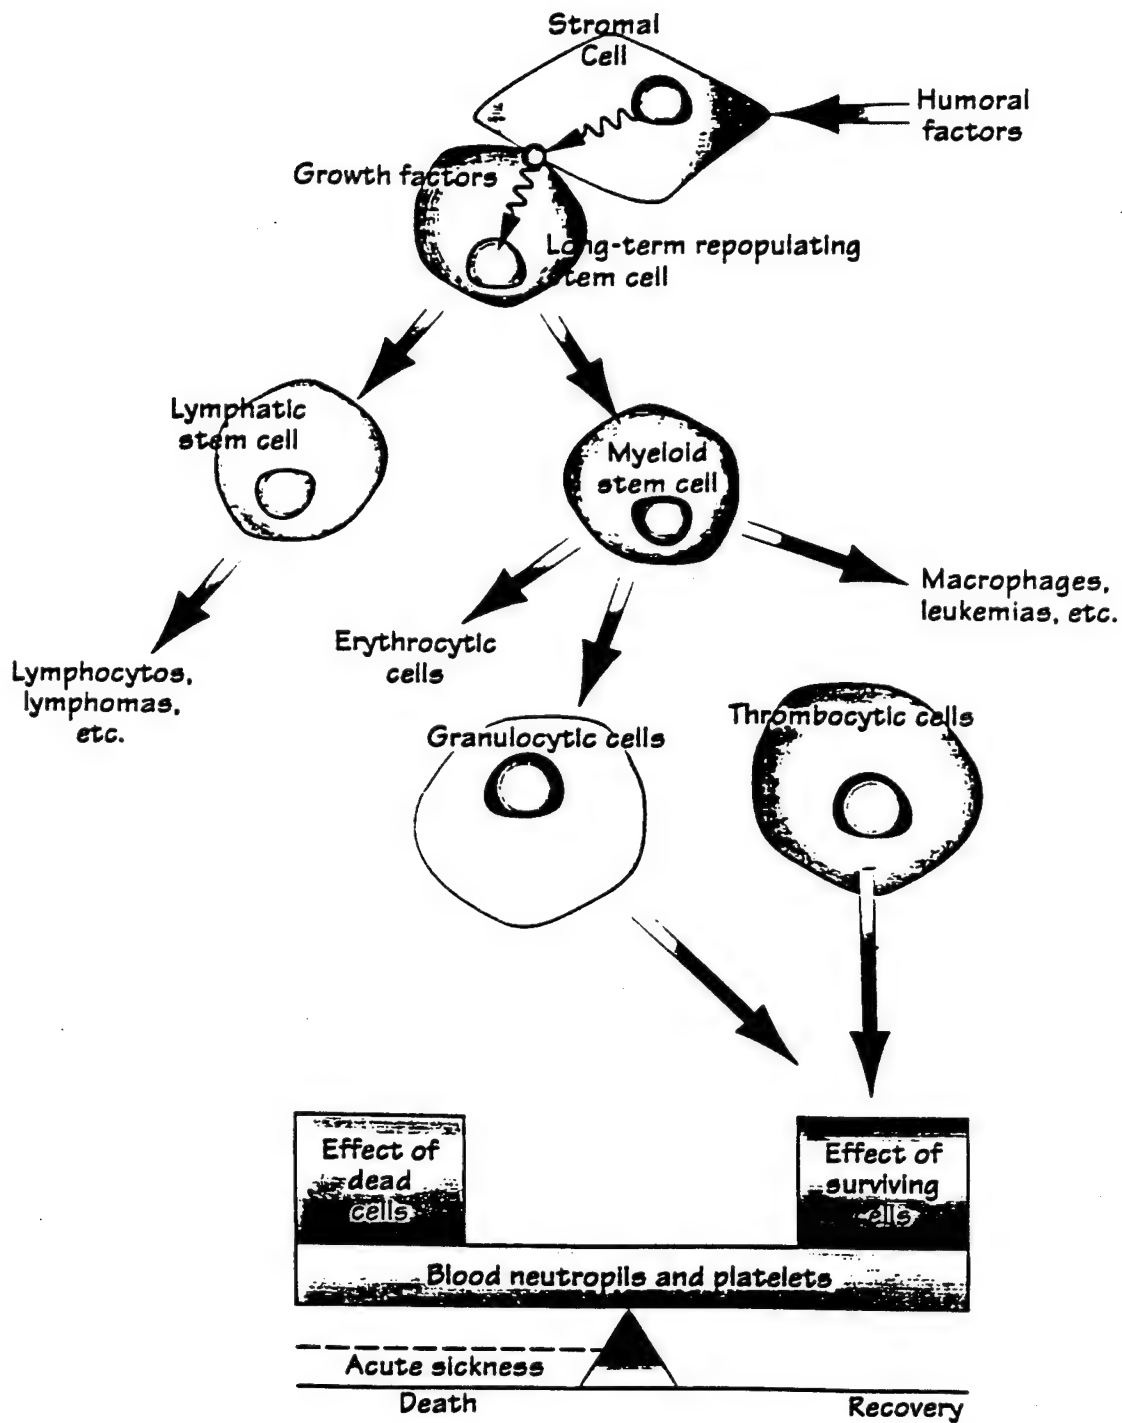 Stromal
Cell
Humoral
factors
Growth factors
Long-term repopulating
stem cell
Lymphatic
stem cell
Myeloid
stem cell
Macrophages,
leukemias, etc.
Erythrocytic
cells
Lymphocytos,
lymphomas,
etc.
Thrombocytic cells
Granulocytic cells
Effect of
dead
cells
Effect of
surviving
cells
Blood neutropils and platelets
Acute sickness
Death
Recovery